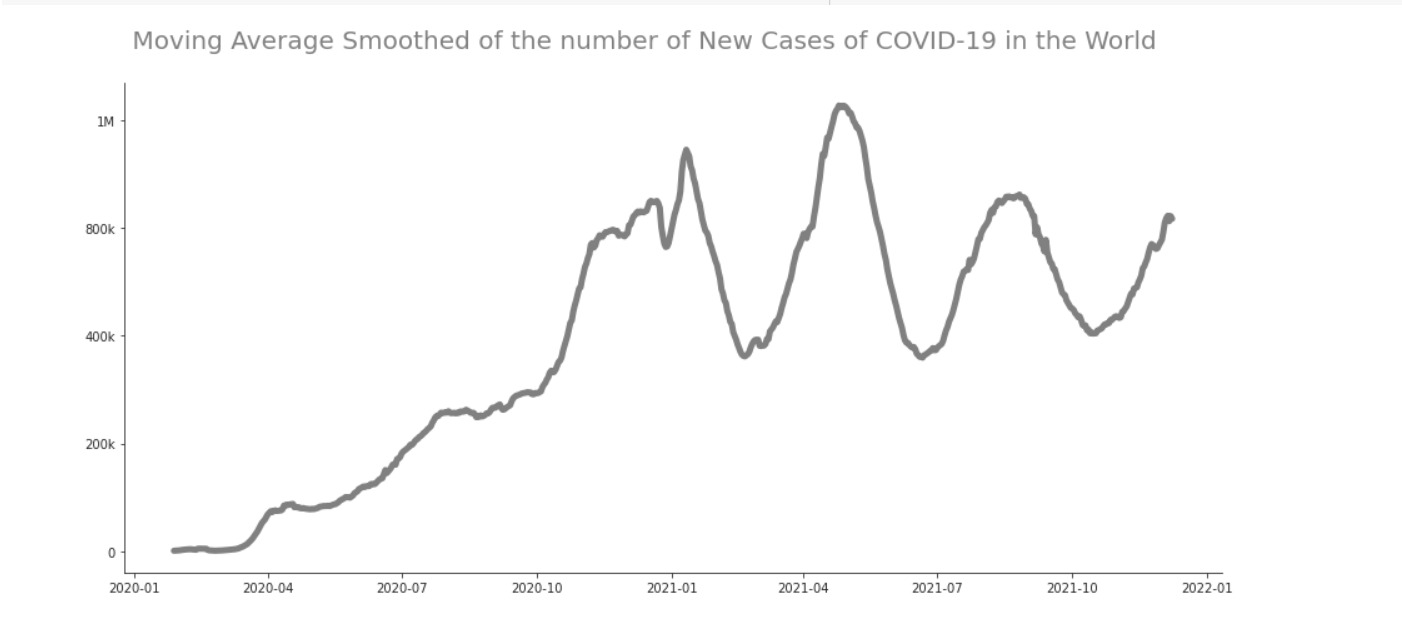 Moving Average Smoothed of the number of New Cases of COVID-19 in the World
1M
800k
400k
200k
0
2020-01 2020-04 2020-07 2020-10 2021-01 2021-04 2021-07 2021-10 2022-01